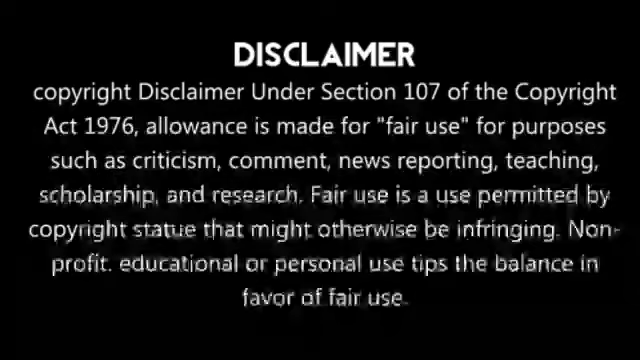 DISCLAIMER
copyright Disclaimer Under Section 107 of the Copyright
Act 1976, allowance is made for "fair use" for purposes
such as criticism, comment, news reporting, teaching,
scholarship, and research. Fair use is a use permitted by
copyright statue that might otherwise be infringing. Non-
profit. educational or personal use tips the balance in
favor of fair use.